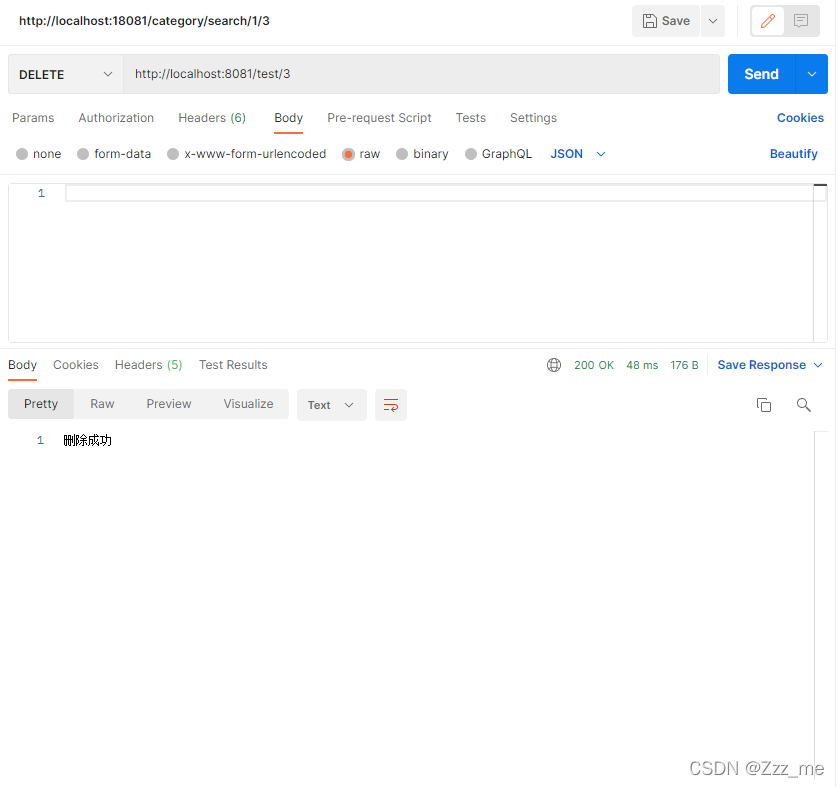 http://localhost:18081/category/search/1/3 Save
DELETE http://localhost:8081/test/3 Send
Params Authorization Headers (6) Body Pre-request Script Tests Settings Cookies
none form-data x-www-form-urlencoded raw binary GraphQL JSON Beautify
1
Body Cookies Headers (5) Test Results 200 OK 48 ms 176 B Save Response
Pretty Raw Preview Visualize Text
1 删除成功
CSDN @Zzz_me